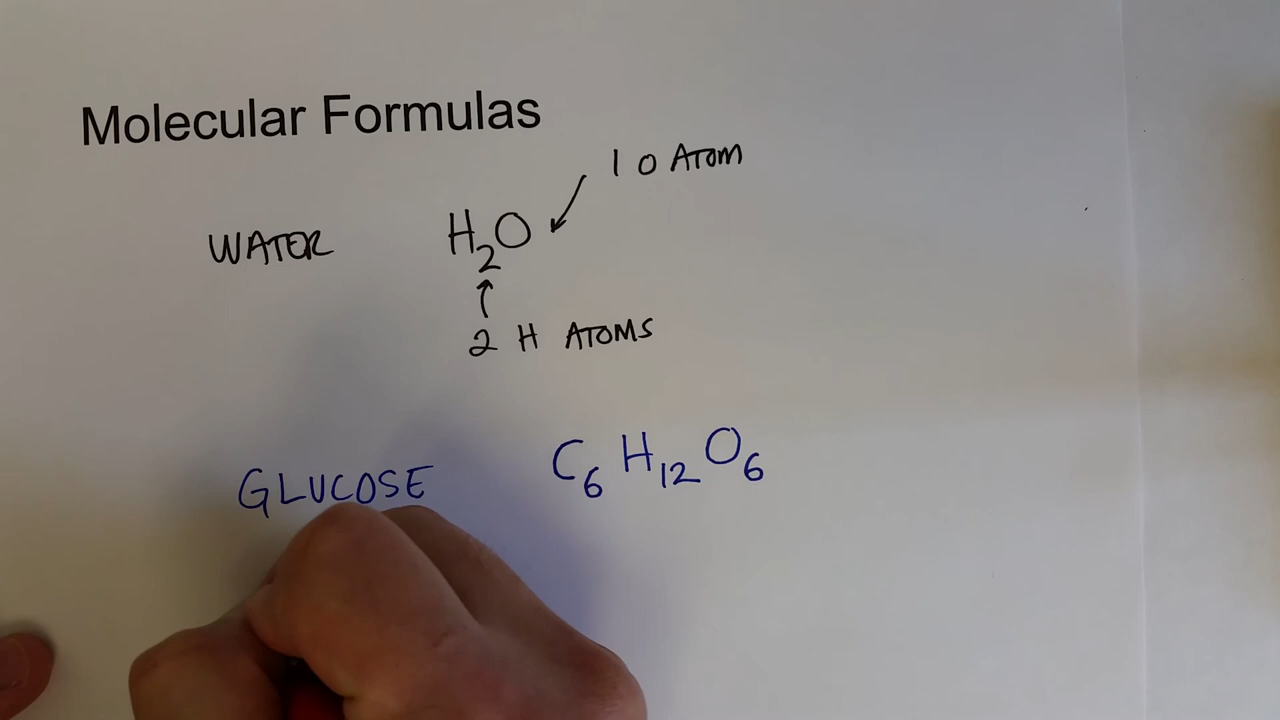 Molecular Formulas
1 O ATOM
WATER H₂O
2 H ATOMS
GLUCOSE C₆H₁₂O₆